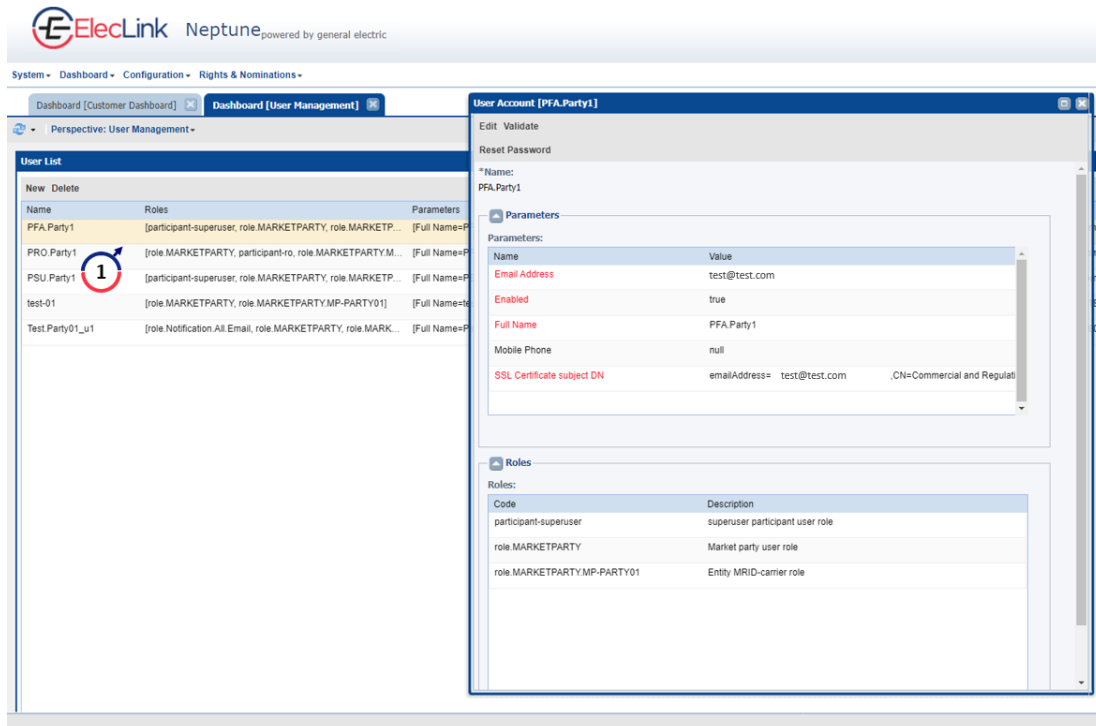 ElecLink Neptune powered by general electric
System Dashboard Configuration Rights & Nominations
Dashboard [Customer Dashboard] Dashboard [User Management]
Perspective: User Management
User List
New Delete
Name Roles Parameters
PFA.Party1 [participant-superuser, role.MARKETPARTY, role.MARKETP... [Full Name=P
PRO.Party1 [role.MARKETPARTY, participant-ro, role.MARKETPARTY.M... [Full Name=P
PSU.Party1 [participant-superuser, role.MARKETPARTY, role.MARKETP... [Full Name=P
test-01 [role.MARKETPARTY, role.MARKETPARTY.MP-PARTY01] [Full Name=te
Test.Party01_u1 [role.Notification.All.Email, role.MARKETPARTY, role.MARK... [Full Name=P
1
User Account [PFA.Party1]
Edit Validate
Reset Password
*Name:
PFA.Party1
Parameters
Parameters:
Name Value
Email Address test@test.com
Enabled true
Full Name PFA.Party1
Mobile Phone null
SSL Certificate subject DN emailAddress= test@test.com ,CN=Commercial and Regulati
Roles
Roles:
Code Description
participant-superuser superuser participant user role
role.MARKETPARTY Market party user role
role.MARKETPARTY.MP-PARTY01 Entity MRID-carrier role